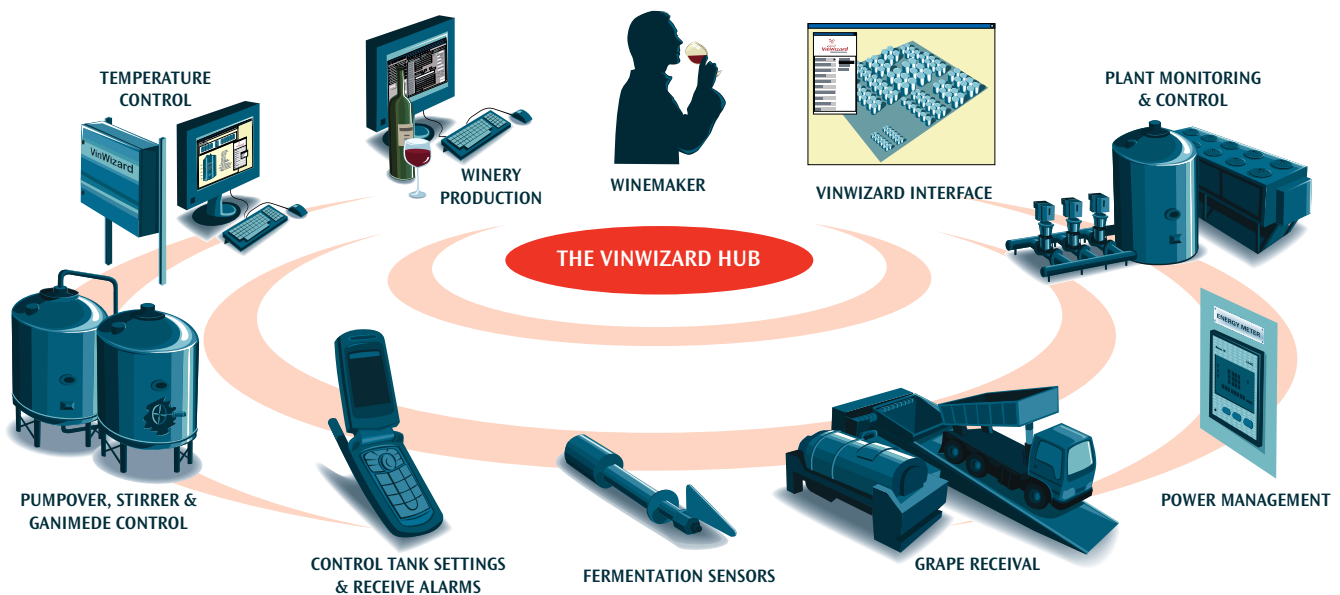 TEMPERATURE
CONTROL
VinWizard
WINERY
PRODUCTION
WINEMAKER
VINWIZARD
VINWIZARD INTERFACE
PLANT MONITORING
& CONTROL
THE VINWIZARD HUB
ENERGY METER
PUMPOVER, STIRRER &
GANIMEDE CONTROL
CONTROL TANK SETTINGS
& RECEIVE ALARMS
FERMENTATION SENSORS
GRAPE RECEIVAL
POWER MANAGEMENT